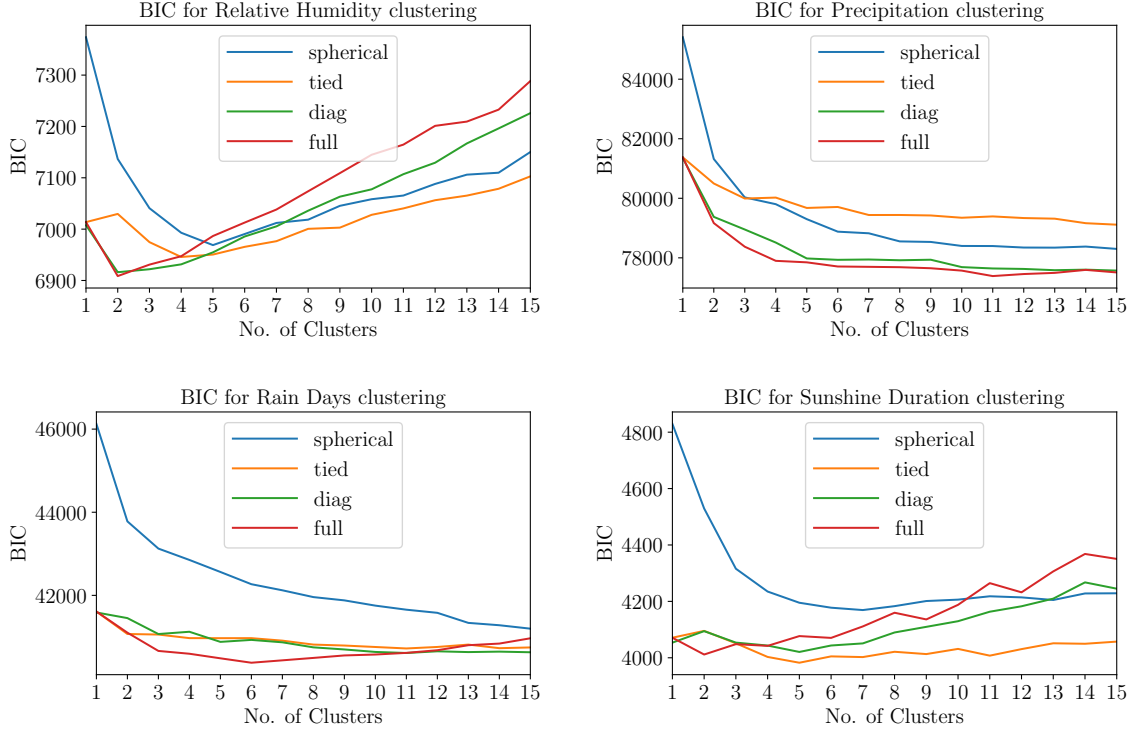 BIC for Relative Humidity clustering
BIC
7300
7200
7100
7000
6900
spherical
tied
diag
full
1 2 3 4 5 6 7 8 9 10 11 12 13 14 15
No. of Clusters
BIC for Precipitation clustering
BIC
84000
82000
80000
78000
spherical
tied
diag
full
1 2 3 4 5 6 7 8 9 10 11 12 13 14 15
No. of Clusters
BIC for Rain Days clustering
BIC
46000
44000
42000
spherical
tied
diag
full
1 2 3 4 5 6 7 8 9 10 11 12 13 14 15
No. of Clusters
BIC for Sunshine Duration clustering
BIC
4800
4600
4400
4200
4000
spherical
tied
diag
full
1 2 3 4 5 6 7 8 9 10 11 12 13 14 15
No. of Clusters